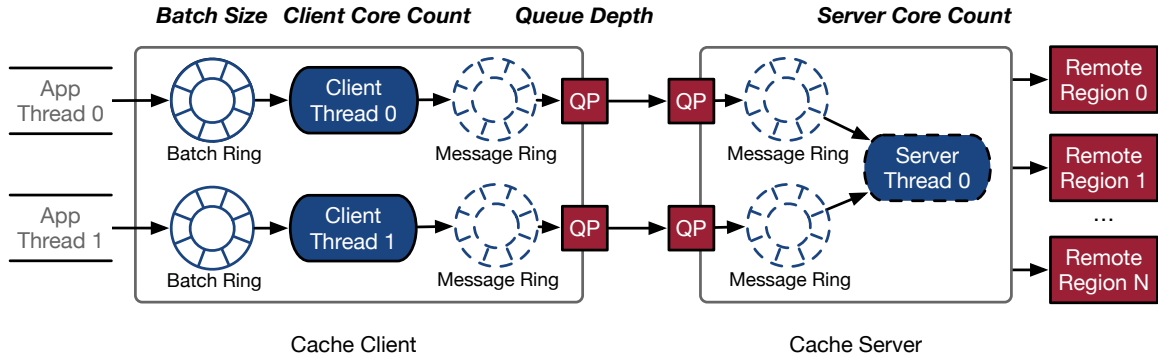 Batch Size Client Core Count Queue Depth Server Core Count
App
Thread 0
Batch Ring
Client
Thread 0
Message Ring
QP
QP
Message Ring
App
Thread 1
Batch Ring
Client
Thread 1
Message Ring
QP
QP
Message Ring
Server
Thread 0
Remote
Region 0
Remote
Region 1
...
Remote
Region N
Cache Client
Cache Server